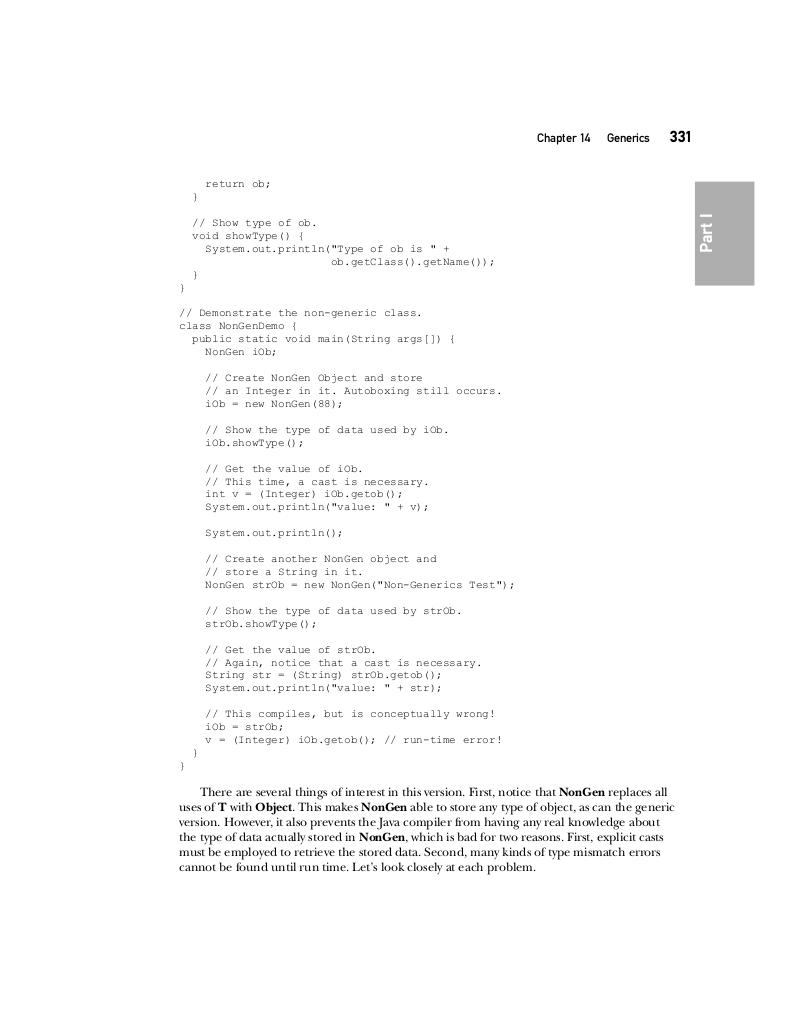 Chapter 14   Generics   331
Part I
    return ob;
  }

  // Show type of ob.
  void showType() {
    System.out.println("Type of ob is " +
                       ob.getClass().getName());
  }
}

// Demonstrate the non-generic class.
class NonGenDemo {
  public static void main(String args[]) {
    NonGen iOb;

    // Create NonGen Object and store
    // an Integer in it. Autoboxing still occurs.
    iOb = new NonGen(88);

    // Show the type of data used by iOb.
    iOb.showType();

    // Get the value of iOb.
    // This time, a cast is necessary.
    int v = (Integer) iOb.getob();
    System.out.println("value: " + v);

    System.out.println();

    // Create another NonGen object and
    // store a String in it.
    NonGen strOb = new NonGen("Non-Generics Test");

    // Show the type of data used by strOb.
    strOb.showType();

    // Get the value of strOb.
    // Again, notice that a cast is necessary.
    String str = (String) strOb.getob();
    System.out.println("value: " + str);

    // This compiles, but is conceptually wrong!
    iOb = strOb;
    v = (Integer) iOb.getob(); // run-time error!
  }
}
There are several things of interest in this version. First, notice that NonGen replaces all
uses of T with Object. This makes NonGen able to store any type of object, as can the generic
version. However, it also prevents the Java compiler from having any real knowledge about
the type of data actually stored in NonGen, which is bad for two reasons. First, explicit casts
must be employed to retrieve the stored data. Second, many kinds of type mismatch errors
cannot be found until run time. Let's look closely at each problem.